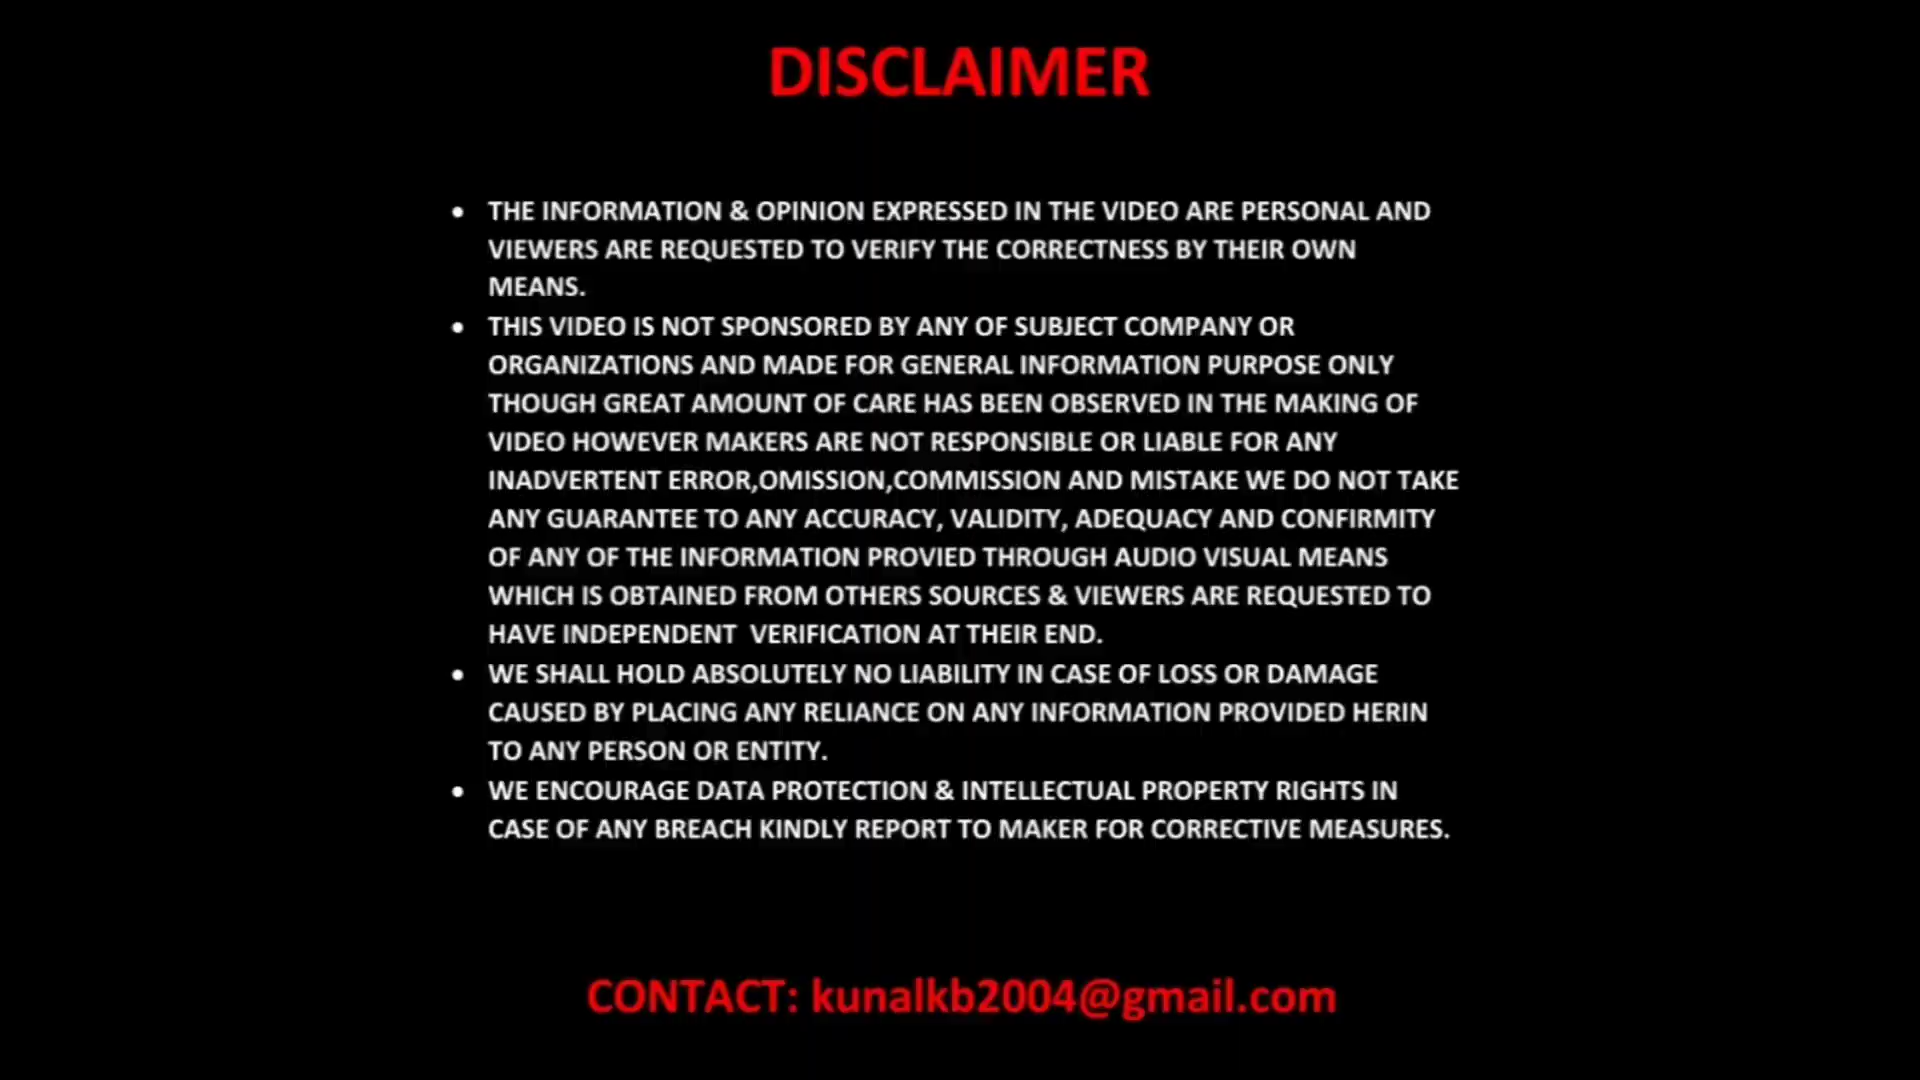 DISCLAIMER
• THE INFORMATION & OPINION EXPRESSED IN THE VIDEO ARE PERSONAL AND
VIEWERS ARE REQUESTED TO VERIFY THE CORRECTNESS BY THEIR OWN
MEANS.
• THIS VIDEO IS NOT SPONSORED BY ANY OF SUBJECT COMPANY OR
ORGANIZATIONS AND MADE FOR GENERAL INFORMATION PURPOSE ONLY
THOUGH GREAT AMOUNT OF CARE HAS BEEN OBSERVED IN THE MAKING OF
VIDEO HOWEVER MAKERS ARE NOT RESPONSIBLE OR LIABLE FOR ANY
INADVERTENT ERROR,OMISSION,COMMISSION AND MISTAKE WE DO NOT TAKE
ANY GUARANTEE TO ANY ACCURACY, VALIDITY, ADEQUACY AND CONFIRMITY
OF ANY OF THE INFORMATION PROVIED THROUGH AUDIO VISUAL MEANS
WHICH IS OBTAINED FROM OTHERS SOURCES & VIEWERS ARE REQUESTED TO
HAVE INDEPENDENT  VERIFICATION AT THEIR END.
• WE SHALL HOLD ABSOLUTELY NO LIABILITY IN CASE OF LOSS OR DAMAGE
CAUSED BY PLACING ANY RELIANCE ON ANY INFORMATION PROVIDED HERIN
TO ANY PERSON OR ENTITY.
• WE ENCOURAGE DATA PROTECTION & INTELLECTUAL PROPERTY RIGHTS IN
CASE OF ANY BREACH KINDLY REPORT TO MAKER FOR CORRECTIVE MEASURES.
CONTACT: kunalkb2004@gmail.com